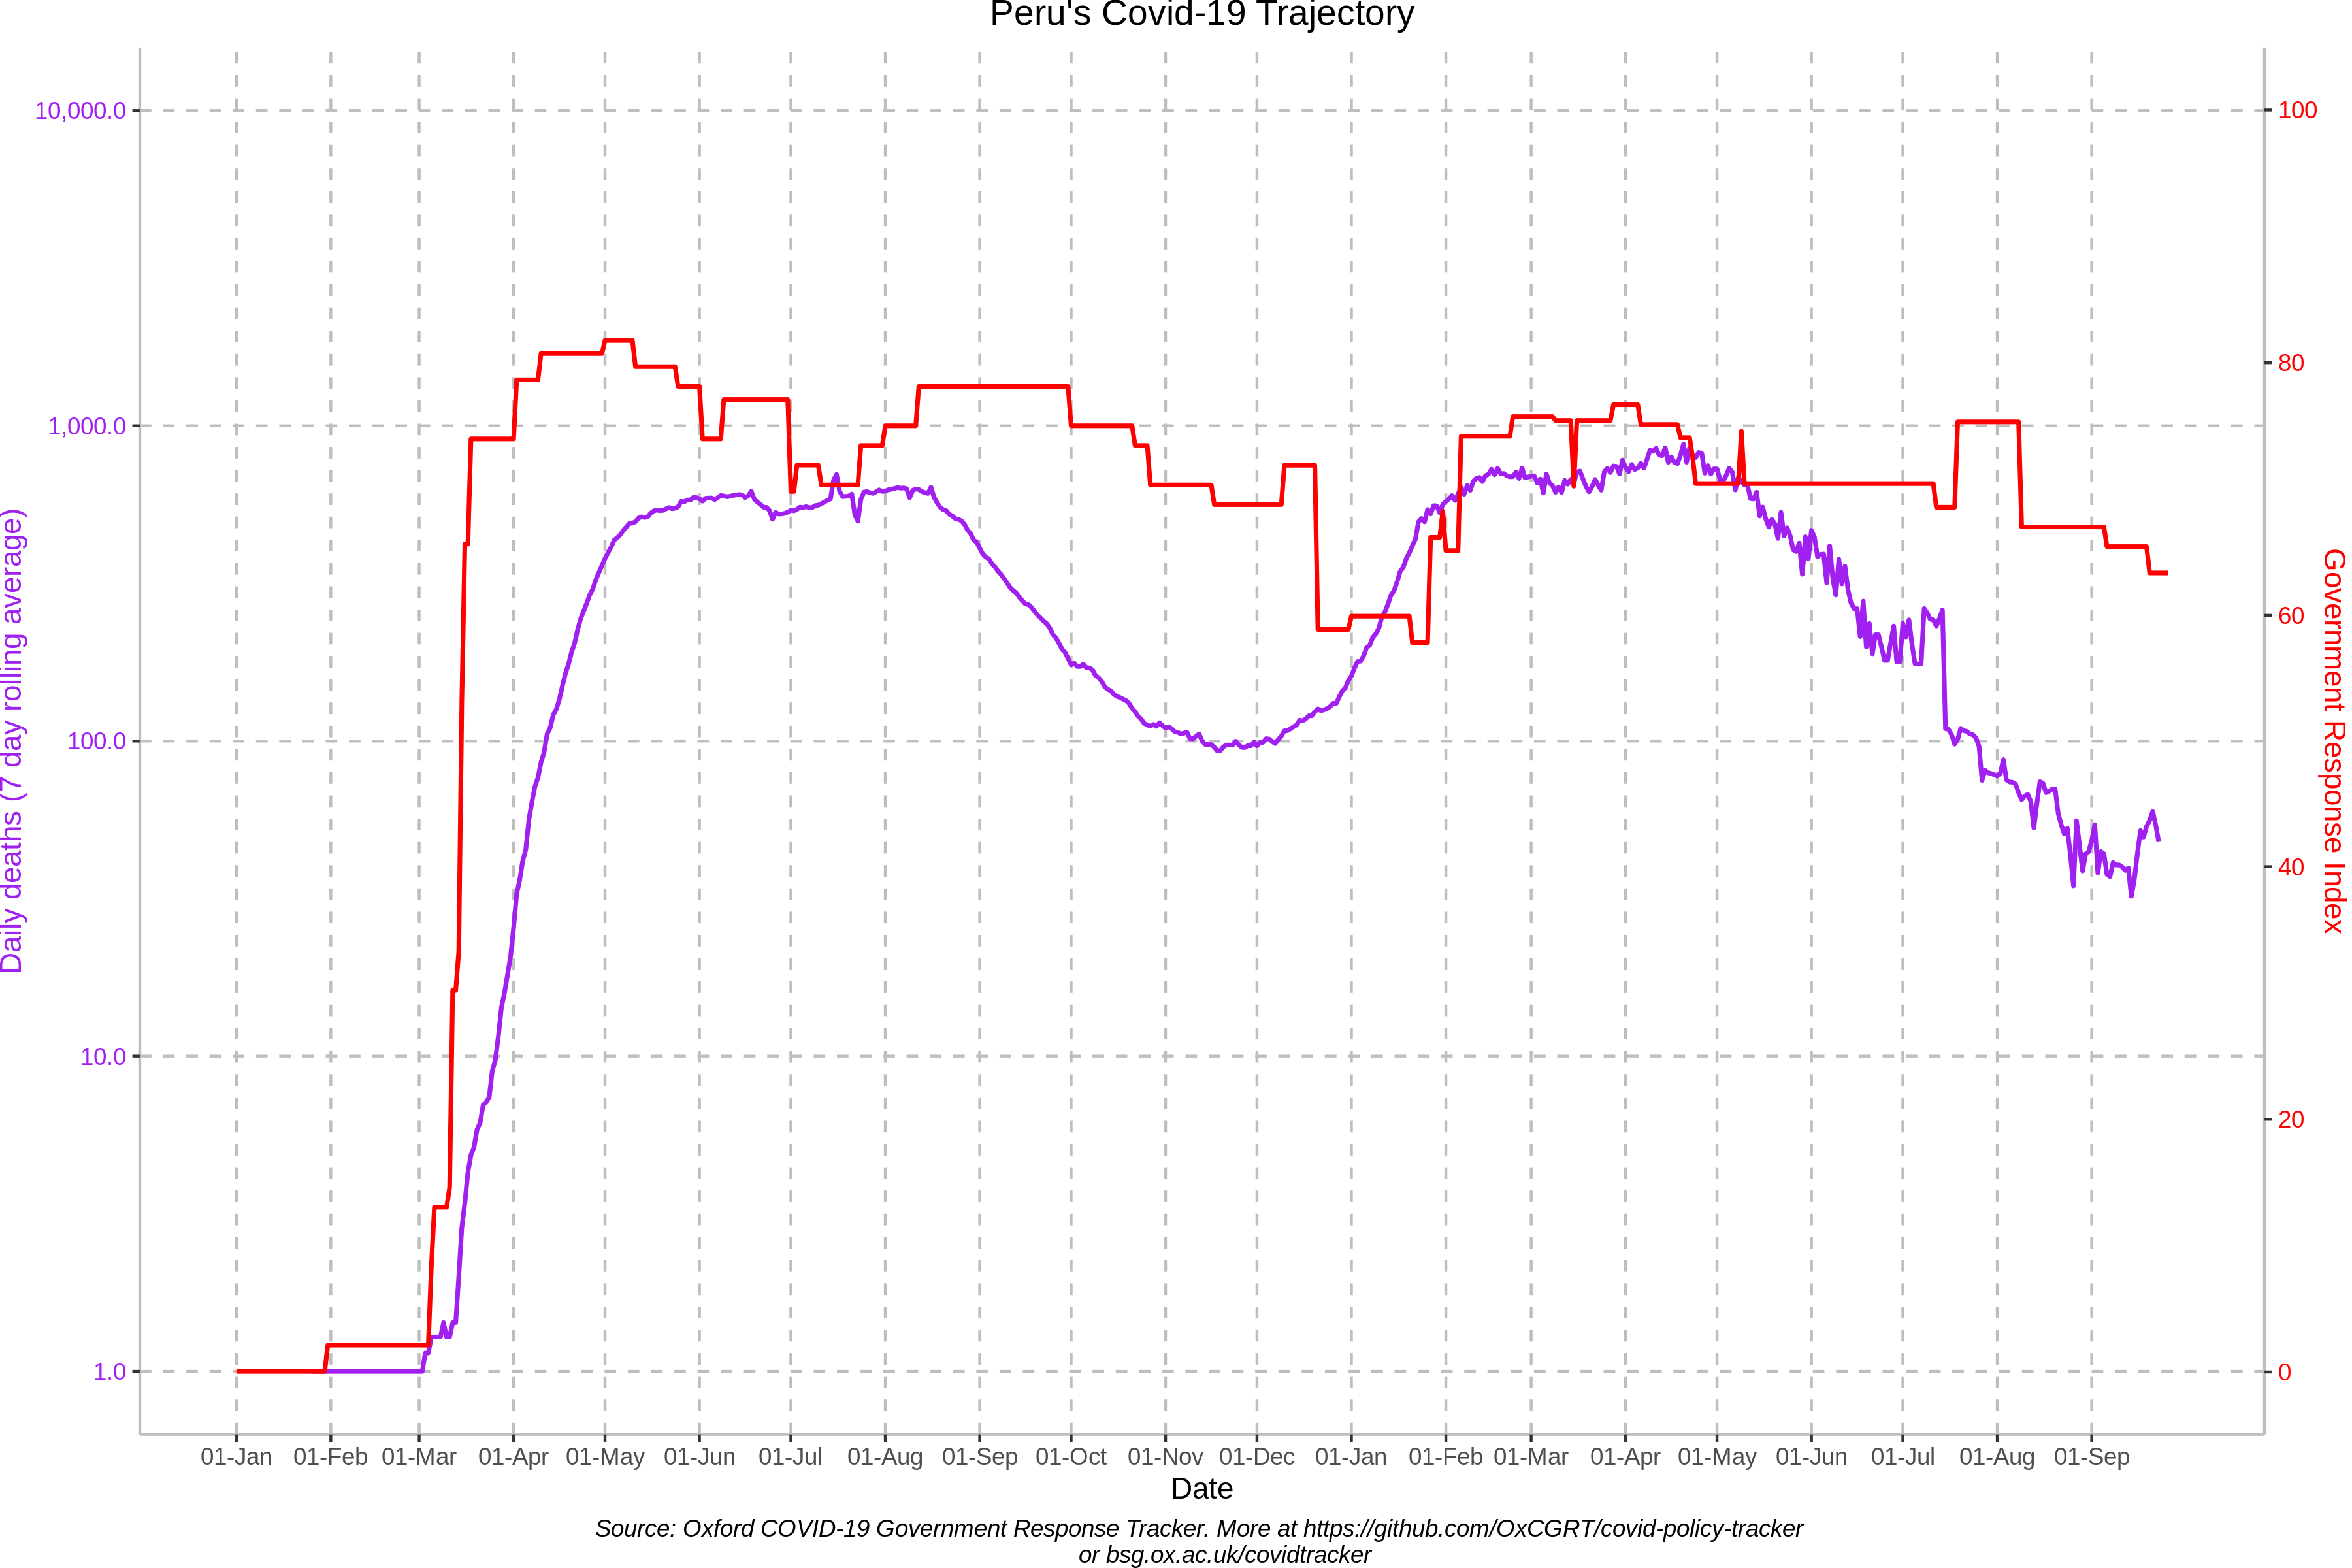 Peru's Covid-19 Trajectory
10,000.0
1,000.0
100.0
10.0
1.0
Daily deaths (7 day rolling average)
100
80
60
40
20
0
Government Response Index
01-Jan 01-Feb 01-Mar 01-Apr 01-May 01-Jun 01-Jul 01-Aug 01-Sep 01-Oct 01-Nov 01-Dec 01-Jan 01-Feb 01-Mar 01-Apr 01-May 01-Jun 01-Jul 01-Aug 01-Sep
Date
Source: Oxford COVID-19 Government Response Tracker. More at https://github.com/OxCGRT/covid-policy-tracker
or bsg.ox.ac.uk/covidtracker